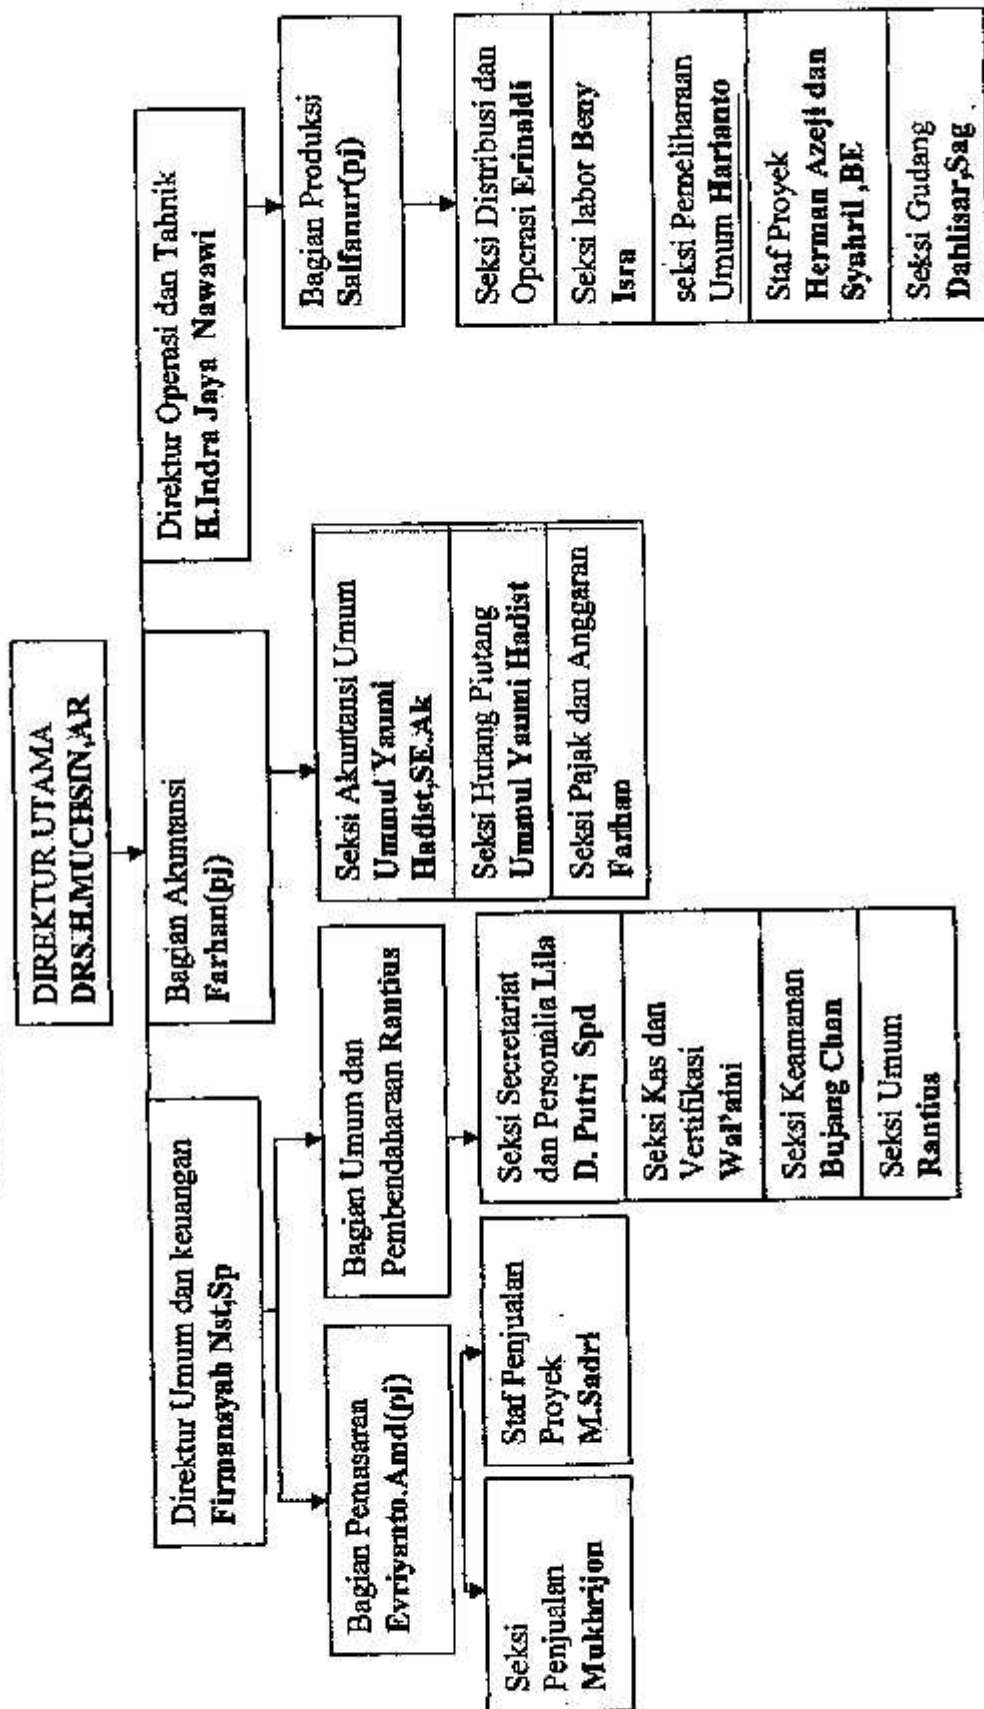 DIREKTUR UTAMA
DRS.H.MUCHSIN,AR
Direktur Umum dan keuangan
Firmansyah Nst,Sp
Bagian Akuntansi
Farhan(pj)
Direktur Operasi dan Tahnik
H.Indra Jaya Nawawi
Bagian Pemasaran
Evriyanto.Amd(pj)
Bagian Umum dan
Pembendaharaan Rantius
Seksi Akuntansi Umum
Ummul Yaumi
Hadist,SE.Ak
Seksi Hutang Piutang
Ummul Yaumi Hadist
Seksi Pajak dan Anggaran
Farhan
Bagian Produksi
Salfanur(pj)
Seksi
Penjualan
Mukhrijon
Staf Penjualan
Proyek
M.Sadri
Seksi Secretariat
dan Personalia Lila
D. Putri Spd
Seksi Kas dan
Vertifikasi
Wal'aini
Seksi Keamanan
Bujang Chan
Seksi Umum
Rantius
Seksi Distribusi dan
Operasi Erinaldi
Seksi labor Beny
Isra
seksi Pemeliharaan
Umum Harianto
Staf Proyek
Herman Azeji dan
Syahril ,BE
Seksi Gudang
Dahlisar,Sag